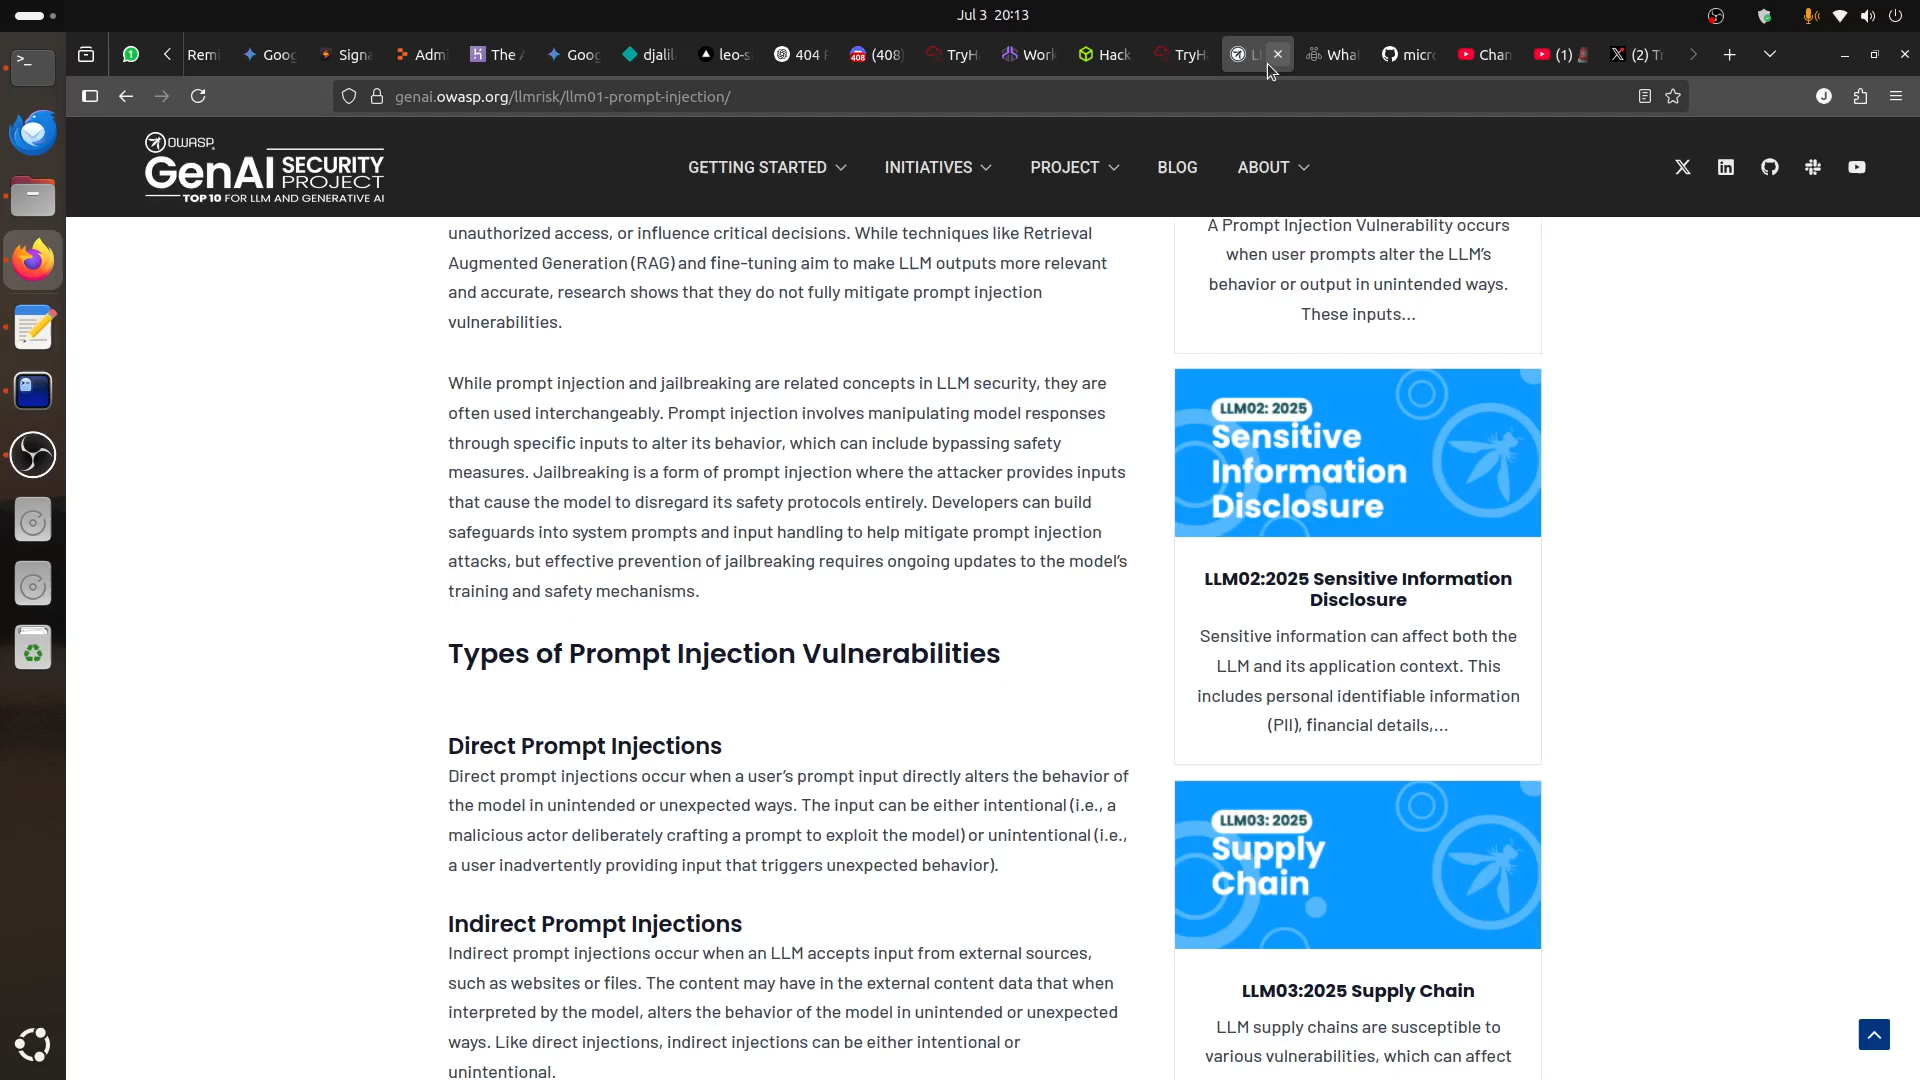 Jul 3 20:13
Remi
Goog
Signa
Admi
The A
Goog
djalil
leo-s
404 F
(408)
TryH
Work
Hack
TryH
LL
What
micro
Chan
(1)
(2) Tr
genai.owasp.org/llmrisk/llm01-prompt-injection/
J
OWASP
GenAI SECURITY PROJECT
TOP 10 FOR LLM AND GENERATIVE AI
GETTING STARTED
INITIATIVES
PROJECT
BLOG
ABOUT
unauthorized access, or influence critical decisions. While techniques like Retrieval
Augmented Generation (RAG) and fine-tuning aim to make LLM outputs more relevant
and accurate, research shows that they do not fully mitigate prompt injection
vulnerabilities.
While prompt injection and jailbreaking are related concepts in LLM security, they are
often used interchangeably. Prompt injection involves manipulating model responses
through specific inputs to alter its behavior, which can include bypassing safety
measures. Jailbreaking is a form of prompt injection where the attacker provides inputs
that cause the model to disregard its safety protocols entirely. Developers can build
safeguards into system prompts and input handling to help mitigate prompt injection
attacks, but effective prevention of jailbreaking requires ongoing updates to the model's
training and safety mechanisms.
Types of Prompt Injection Vulnerabilities
Direct Prompt Injections
Direct prompt injections occur when a user's prompt input directly alters the behavior of
the model in unintended or unexpected ways. The input can be either intentional (i.e., a
malicious actor deliberately crafting a prompt to exploit the model) or unintentional (i.e.,
a user inadvertently providing input that triggers unexpected behavior).
Indirect Prompt Injections
Indirect prompt injections occur when an LLM accepts input from external sources,
such as websites or files. The content may have in the external content data that when
interpreted by the model, alters the behavior of the model in unintended or unexpected
ways. Like direct injections, indirect injections can be either intentional or
unintentional.
A Prompt Injection Vulnerability occurs
when user prompts alter the LLM's
behavior or output in unintended ways.
These inputs...
LLM02: 2025
Sensitive
Information
Disclosure
LLM02:2025 Sensitive Information
Disclosure
Sensitive information can affect both the
LLM and its application context. This
includes personal identifiable information
(PII), financial details,...
LLM03: 2025
Supply
Chain
LLM03:2025 Supply Chain
LLM supply chains are susceptible to
various vulnerabilities, which can affect